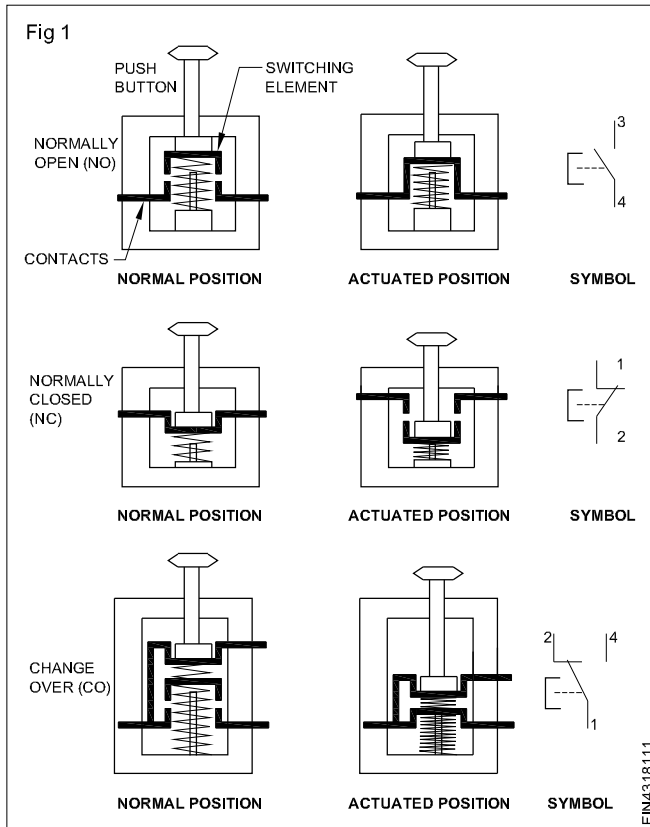 Fig 1
PUSH
BUTTON
SWITCHING
ELEMENT
NORMALLY
OPEN (NO)
CONTACTS
3
4
NORMAL POSITION
ACTUATED POSITION
SYMBOL
NORMALLY
CLOSED
(NC)
1
2
NORMAL POSITION
ACTUATED POSITION
SYMBOL
CHANGE
OVER (CO)
2
4
1
NORMAL POSITION
ACTUATED POSITION
SYMBOL
FIN4318111